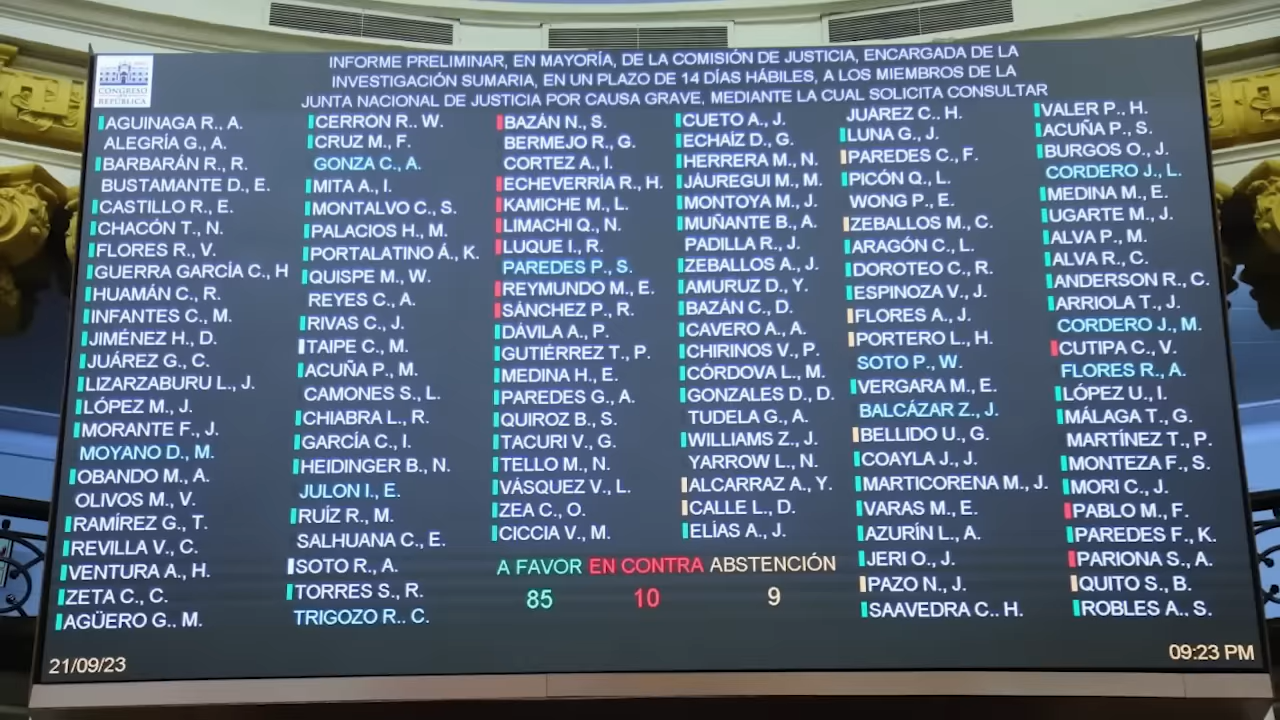 INFORME PRELIMINAR, EN MAYORÍA, DE LA COMISIÓN DE JUSTICIA, ENCARGADA DE LA
INVESTIGACIÓN SUMARIA, EN UN PLAZO DE 14 DÍAS HÁBILES, A LOS MIEMBROS DE LA
JUNTA NACIONAL DE JUSTICIA POR CAUSA GRAVE, MEDIANTE LA CUAL SOLICITA CONSULTAR
CONGRESO
REPÚBLICA
AGUINAGA R., A.
ALEGRÍA G., A.
BARBARÁN R., R.
BUSTAMANTE D., E.
CASTILLO R., E.
CHACÓN T., N.
FLORES R., V.
GUERRA GARCÍA C., H
HUAMÁN C., R.
INFANTES C., M.
JIMÉNEZ H., D.
JUÁREZ G., C.
LIZARZABURU L., J.
LÓPEZ M., J.
MORANTE F., J.
MOYANO D., M.
OBANDO M., A.
OLIVOS M., V.
RAMÍREZ G., T.
REVILLA V., C.
VENTURA A., H.
ZETA C., C.
AGÜERO G., M.
CERRON R., W.
CRUZ M., F.
GONZA C., A.
MITA A., I.
MONTALVO C., S.
PALACIOS H., M.
PORTALATINO Á., K.
QUISPE M., W.
REYES C., A.
RIVAS C., J.
TAIPE C., M.
ACUÑA P., M.
CAMONES S., L.
CHIABRA L., R.
GARCÍA C., I.
HEIDINGER B., N.
JULON I., E.
RUÍZ R., M.
SALHUANA C., E.
SOTO R., A.
TORRES S., R.
TRIGOZO R., C.
BAZÁN N., S.
BERMEJO R., G.
CORTEZ A., I.
ECHEVERRÍA R., H.
KAMICHE M., L.
LIMACHI Q., N.
LUQUE I., R.
PAREDES P., S.
REYMUNDO M., E.
SÁNCHEZ P., R.
DÁVILA A., P.
GUTIÉRREZ T., P.
MEDINA H., E.
PAREDES G., A.
QUIROZ B., S.
TACURI V., G.
TELLO M., N.
VÁSQUEZ V., L.
ZEA C., O.
CICCIA V., M.
CUETO A., J.
ECHAÍZ D., G.
HERRERA M., N.
JÁUREGUI M., M.
MONTOYA M., J.
MUÑANTE B., A.
PADILLA R., J.
ZEBALLOS A., J.
AMURUZ D., Y.
BAZÁN C., D.
CAVERO A., A.
CHIRINOS V., P.
CÓRDOVA L., M.
GONZALES D., D.
TUDELA G., A.
WILLIAMS Z., J.
YARROW L., N.
ALCARRAZ A., Y.
CALLE L., D.
ELÍAS A., J.
JUAREZ C., H.
LUNA G., J.
PAREDES C., F.
PICÓN Q., L.
WONG P., E.
ZEBALLOS M., C.
ARAGÓN C., L.
DOROTEO C., R.
ESPINOZA V., J.
FLORES A., J.
PORTERO L., H.
SOTO P., W.
VERGARA M., E.
BALCÁZAR Z., J.
BELLIDO U., G.
COAYLA J., J.
MARTICORENA M., J.
VARAS M., E.
AZURÍN L., A.
JERI O., J.
PAZO N., J.
SAAVEDRA C., H.
VALER P., H.
ACUÑA P., S.
BURGOS O., J.
CORDERO J., L.
MEDINA M., E.
UGARTE M., J.
ALVA P., M.
ALVA R., C.
ANDERSON R., C.
ARRIOLA T., J.
CORDERO J., M.
CUTIPA C., V.
FLORES R., A.
LÓPEZ U., I.
MÁLAGA T., G.
MARTÍNEZ T., P.
MONTEZA F., S.
MORI C., J.
PABLO M., F.
PAREDES F., K.
PARIONA S., A.
QUITO S., B.
ROBLES A., S.
A FAVOR EN CONTRA ABSTENCIÓN
85 10 9
21/09/23
09:23 PM